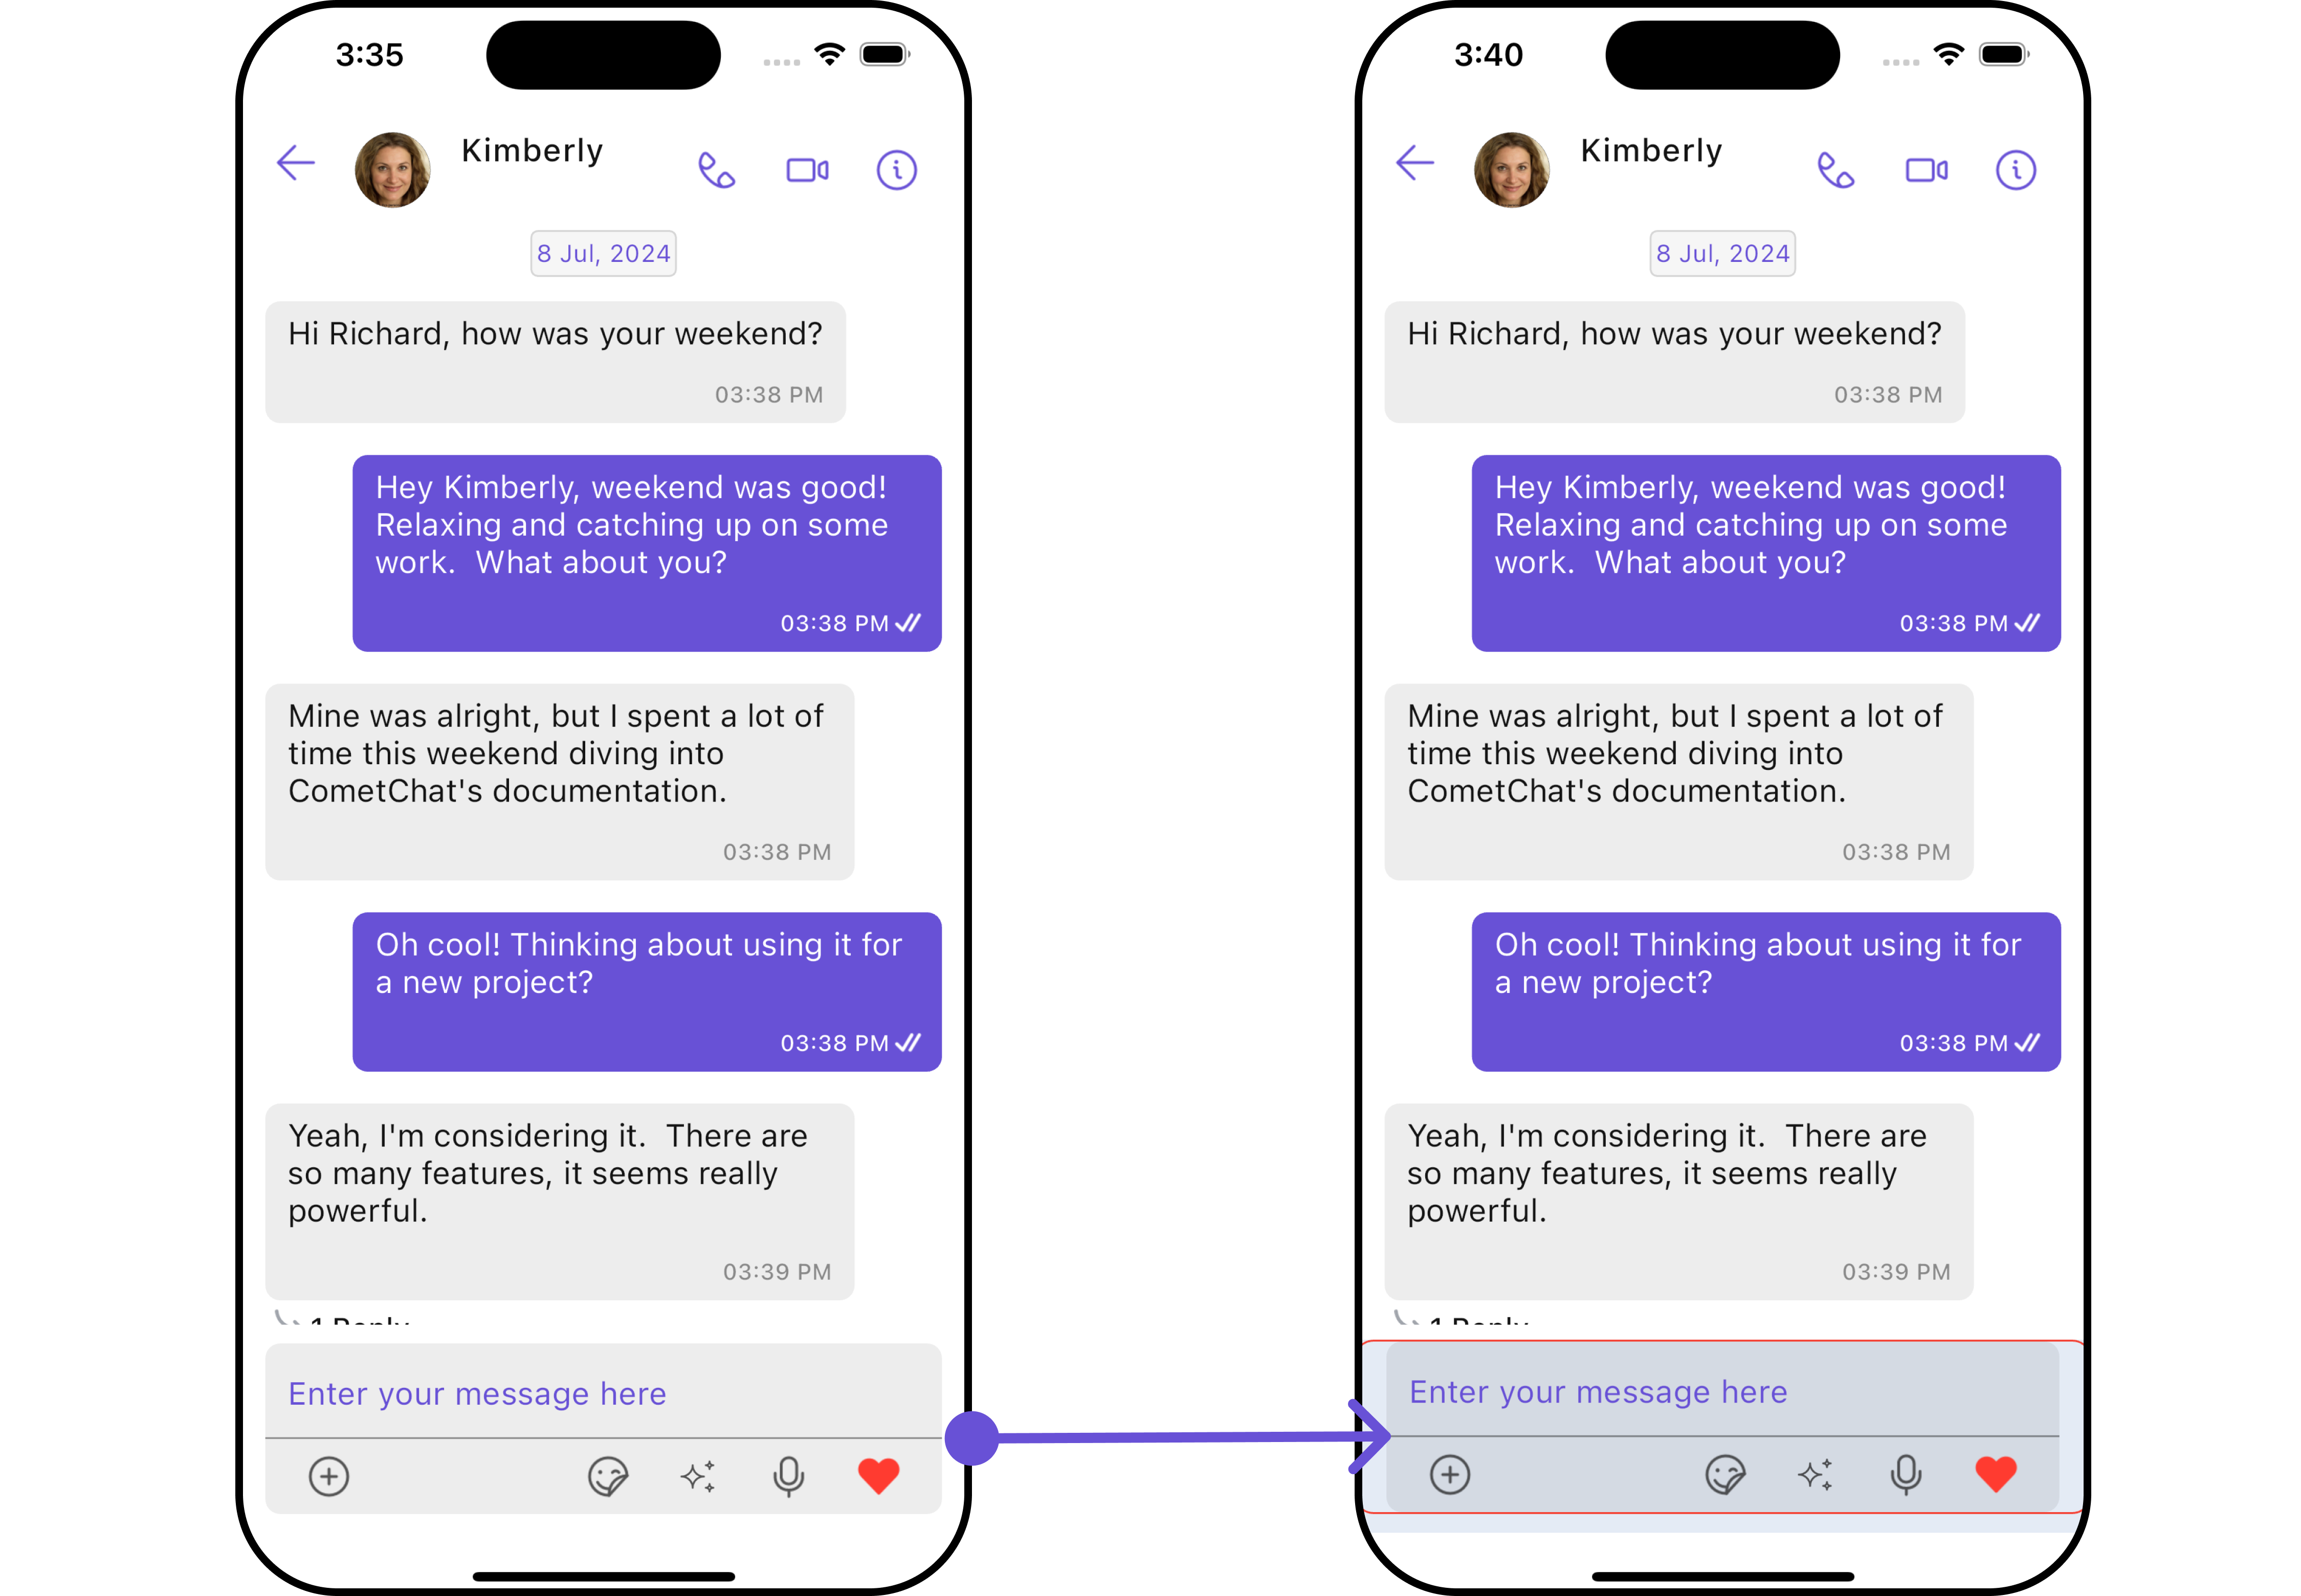 3:35
Kimberly
8 Jul, 2024
Hi Richard, how was your weekend?
03:38 PM
Hey Kimberly, weekend was good!
Relaxing and catching up on some
work.  What about you?
03:38 PM
Mine was alright, but I spent a lot of
time this weekend diving into
CometChat's documentation.
03:38 PM
Oh cool! Thinking about using it for
a new project?
03:38 PM
Yeah, I'm considering it.  There are
so many features, it seems really
powerful.
03:39 PM
1 Reply
Enter your message here
3:40
Kimberly
8 Jul, 2024
Hi Richard, how was your weekend?
03:38 PM
Hey Kimberly, weekend was good!
Relaxing and catching up on some
work.  What about you?
03:38 PM
Mine was alright, but I spent a lot of
time this weekend diving into
CometChat's documentation.
03:38 PM
Oh cool! Thinking about using it for
a new project?
03:38 PM
Yeah, I'm considering it.  There are
so many features, it seems really
powerful.
03:39 PM
1 Reply
Enter your message here